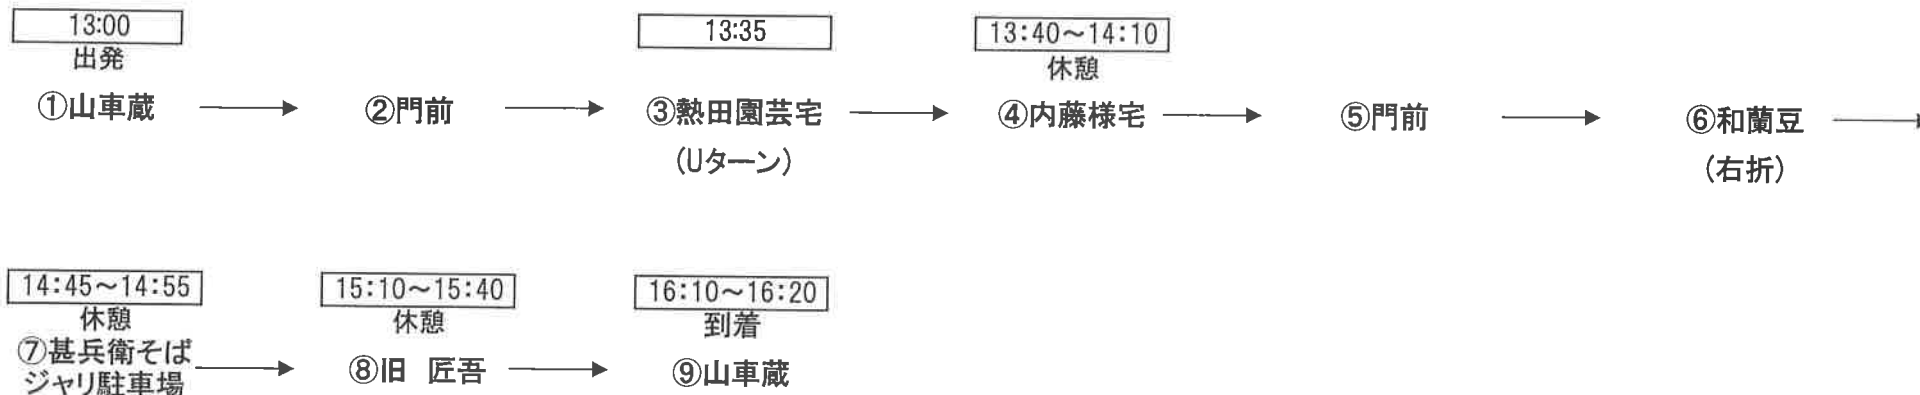 13:00
出発
①山車蔵
②門前
13:35
③熱田園芸宅
(Uターン)
13:40～14:10
休憩
④内藤様宅
⑤門前
⑥和蘭豆
(右折)
14:45～14:55
休憩
⑦甚兵衛そば
ジャリ駐車場
15:10～15:40
休憩
⑧旧　匠吾
16:10～16:20
到着
⑨山車蔵